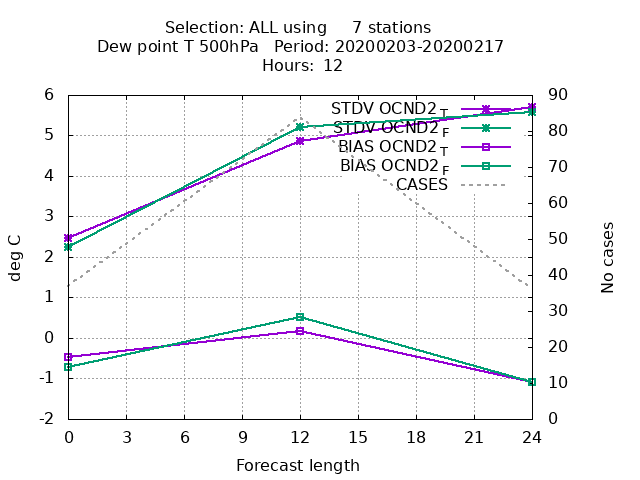 Selection: ALL using     7 stations
Dew point T 500hPa   Period: 20200203-20200217
Hours:  12
STDV OCND2 T
STDV OCND2 F
BIAS OCND2 T
BIAS OCND2 F
CASES
6
5
4
3
2
1
0
-1
-2
90
80
70
60
50
40
30
20
10
0
deg C
No cases
0 3 6 9 12 15 18 21 24
Forecast length